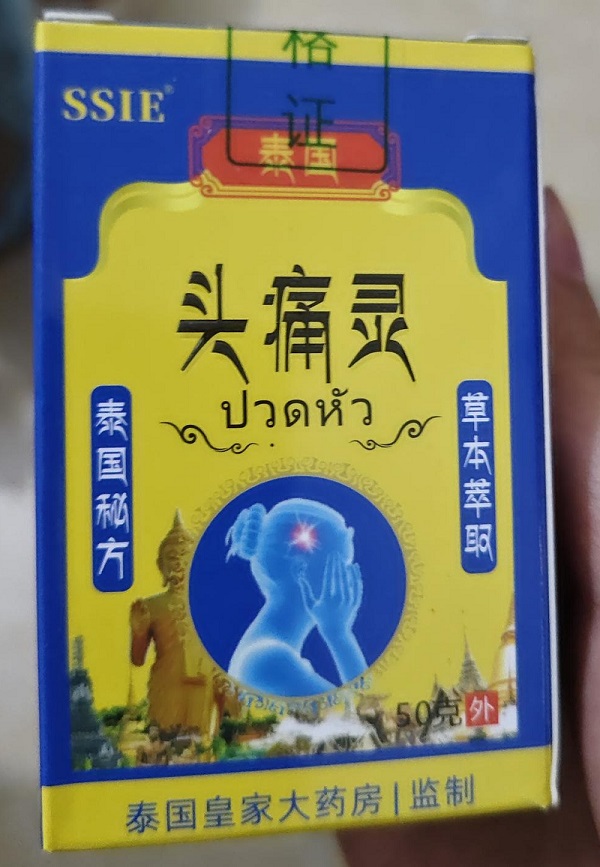 格
证
SSIE®
泰国
头痛灵
ปวดหัว
泰国秘方
草本萃取
50克 外
泰国皇家大药房|监制